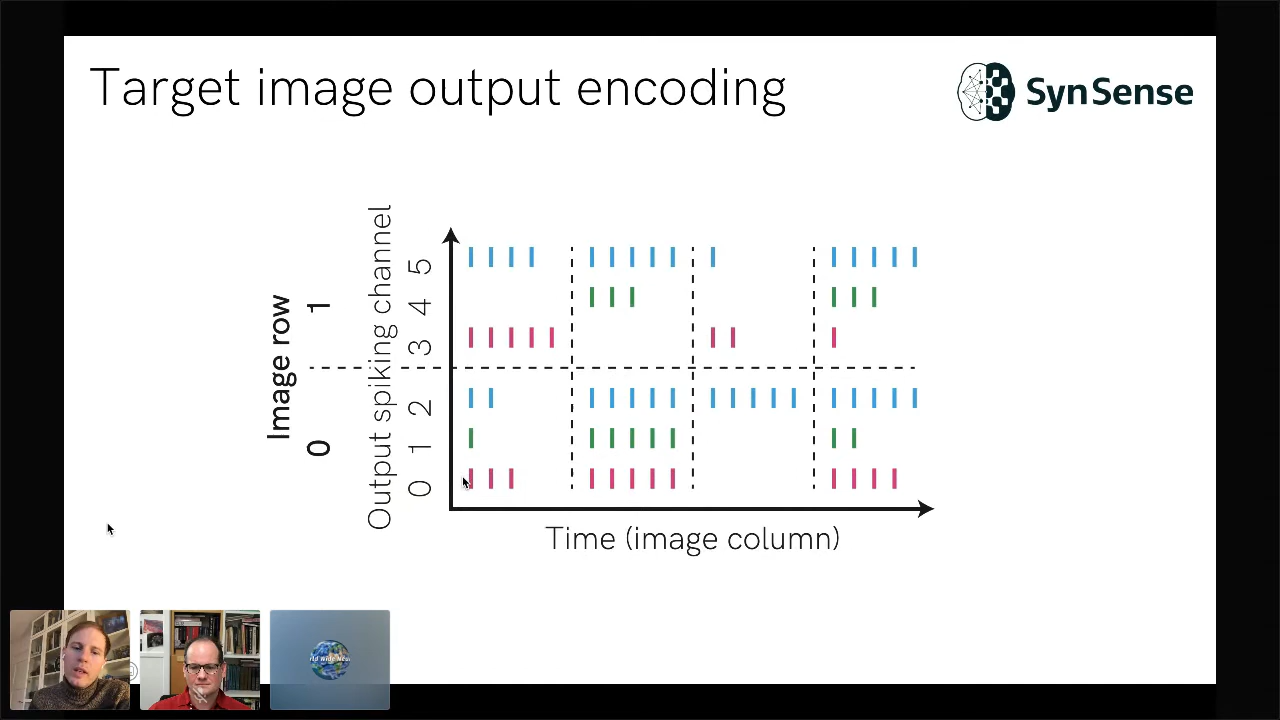 Target image output encoding
SynSense
Image row
1
0
Output spiking channel
5
4
3
2
1
0
Time (image column)